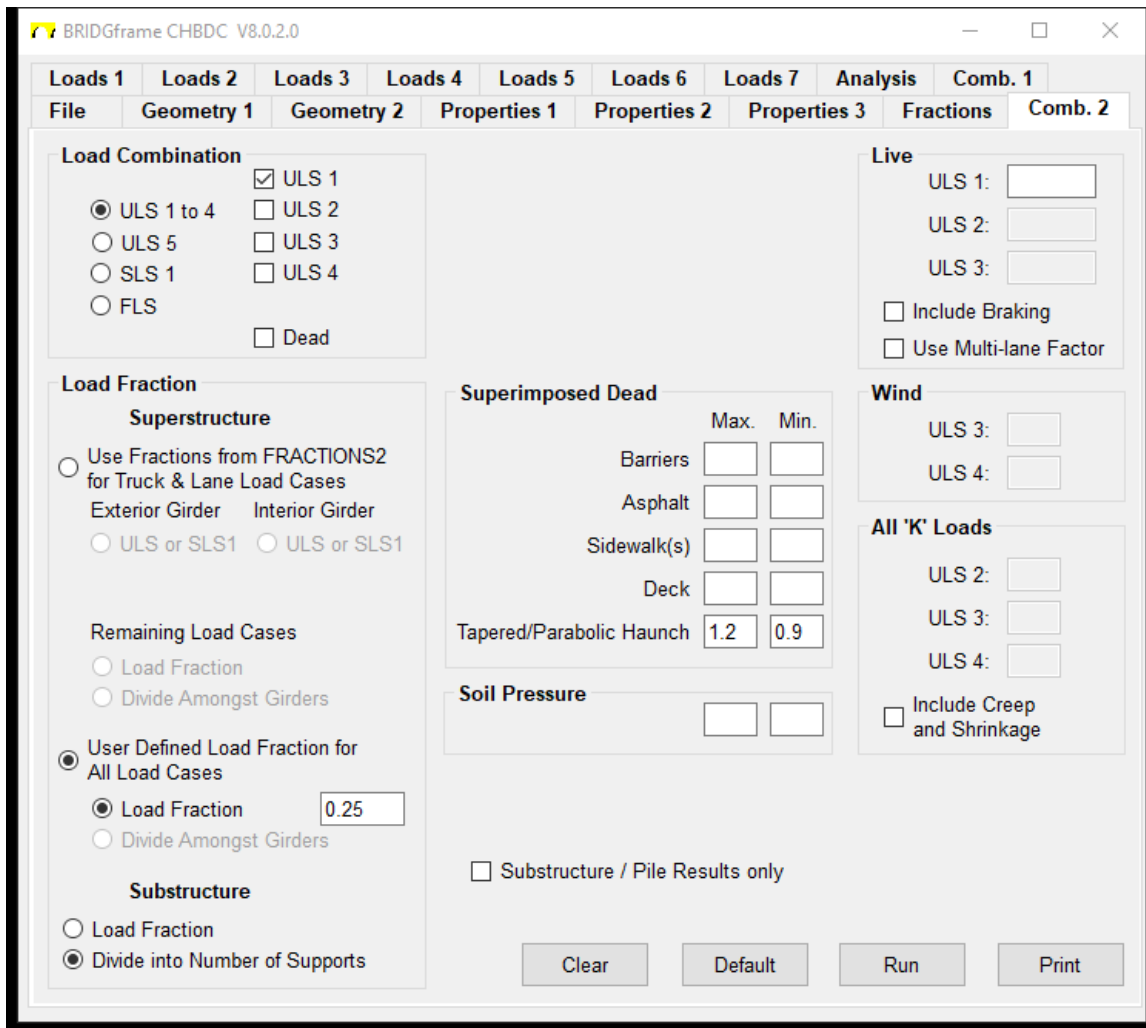 BRIDGframe CHBDC V8.0.2.0
Loads 1 Loads 2 Loads 3 Loads 4 Loads 5 Loads 6 Loads 7 Analysis Comb. 1
File Geometry 1 Geometry 2 Properties 1 Properties 2 Properties 3 Fractions Comb. 2
Load Combination
ULS 1
ULS 1 to 4
ULS 2
ULS 5
ULS 3
SLS 1
ULS 4
FLS
Dead
Live
ULS 1:
ULS 2:
ULS 3:
Include Braking
Use Multi-lane Factor
Load Fraction
Superstructure
Use Fractions from FRACTIONS2
for Truck & Lane Load Cases
Exterior Girder Interior Girder
ULS or SLS1 ULS or SLS1
Remaining Load Cases
Load Fraction
Divide Amongst Girders
User Defined Load Fraction for
All Load Cases
Load Fraction 0.25
Divide Amongst Girders
Substructure
Load Fraction
Divide into Number of Supports
Superimposed Dead
Max. Min.
Barriers
Asphalt
Sidewalk(s)
Deck
Tapered/Parabolic Haunch 1.2 0.9
Soil Pressure
Wind
ULS 3:
ULS 4:
All 'K' Loads
ULS 2:
ULS 3:
ULS 4:
Include Creep
and Shrinkage
Substructure / Pile Results only
Clear Default Run Print